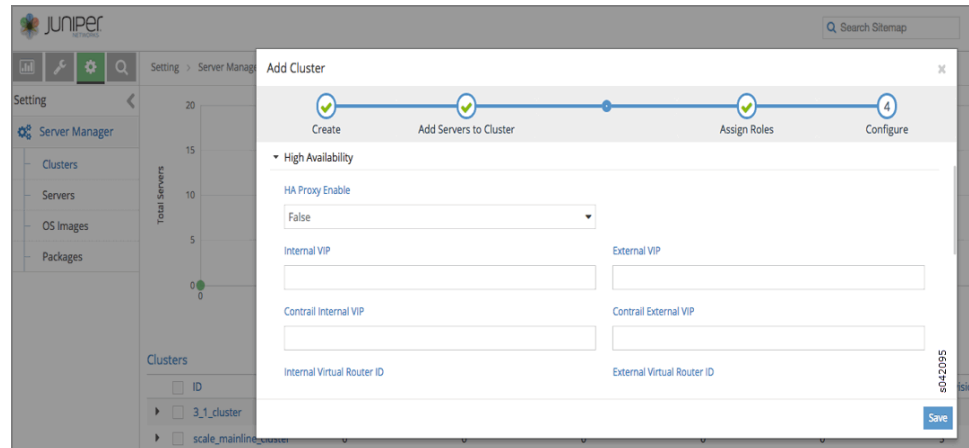 JUNIPER
NETWORKS
Search Sitemap
Setting > Server Manage
Add Cluster
×
Setting
Server Manager
Clusters
Servers
OS Images
Packages
Total Servers
20
15
10
5
0
0
Create
Add Servers to Cluster
Assign Roles
4
Configure
High Availability
HA Proxy Enable
False
Internal VIP
External VIP
Contrail Internal VIP
Contrail External VIP
Internal Virtual Router ID
External Virtual Router ID
s042095
Save
Clusters
ID
3_1_cluster
scale_mainline_cluster